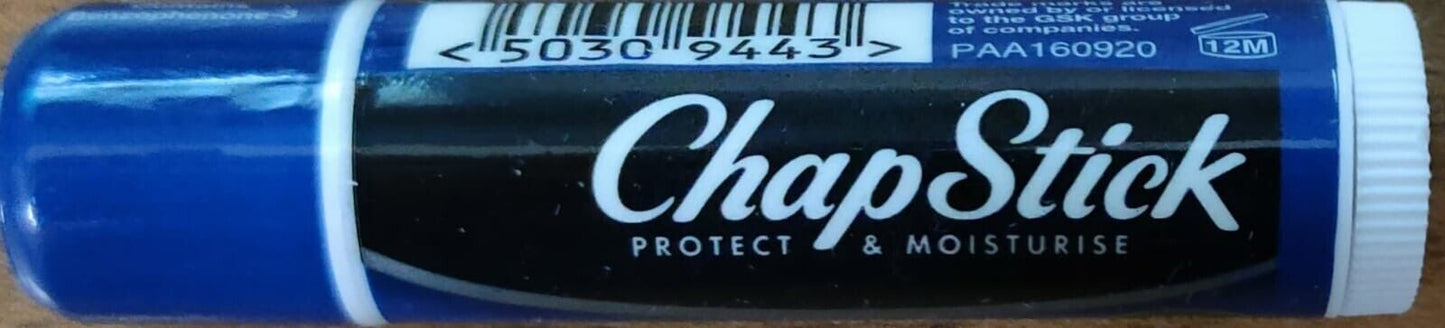 Contains
Benzophenone-3
<5030 9443>
Trade marks are
owned by or licensed
to the GSK group
of companies.
PAA160920
12M
ChapStick
PROTECT & MOISTURISE